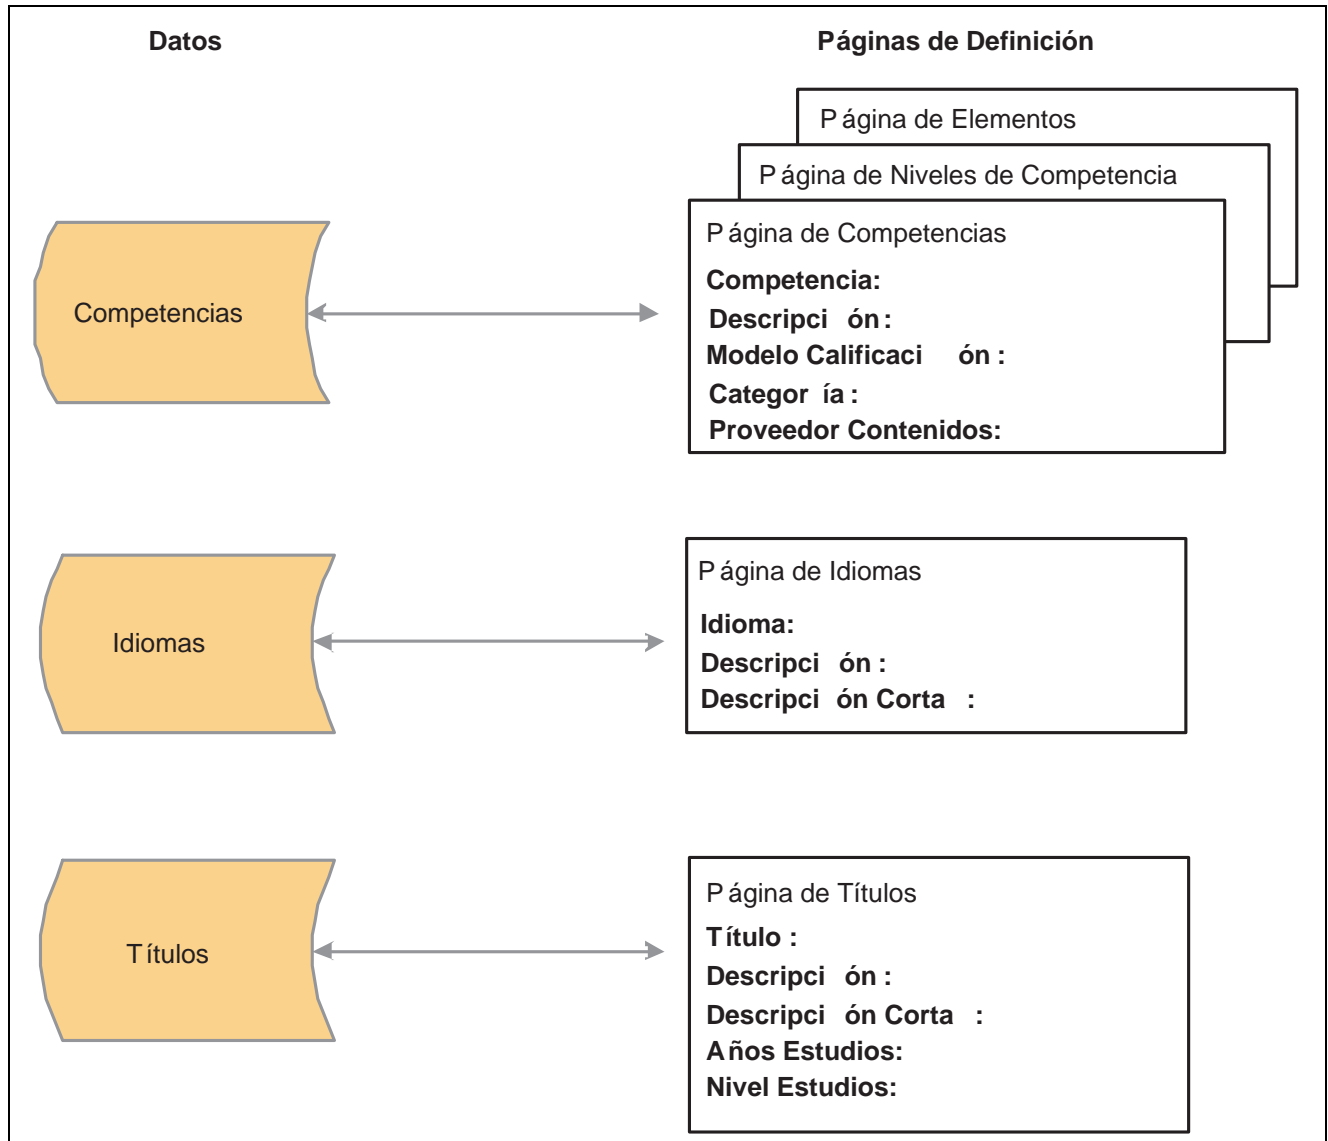 Datos
Páginas de Definición
Página de Elementos
Página de Niveles de Competencia
Página de Competencias
Competencia:
Descripción:
Modelo Calificación:
Categoría:
Proveedor Contenidos:
Competencias
Página de Idiomas
Idioma:
Descripción:
Descripción Corta:
Idiomas
Página de Títulos
Título:
Descripción:
Descripción Corta:
Años Estudios:
Nivel Estudios:
Títulos